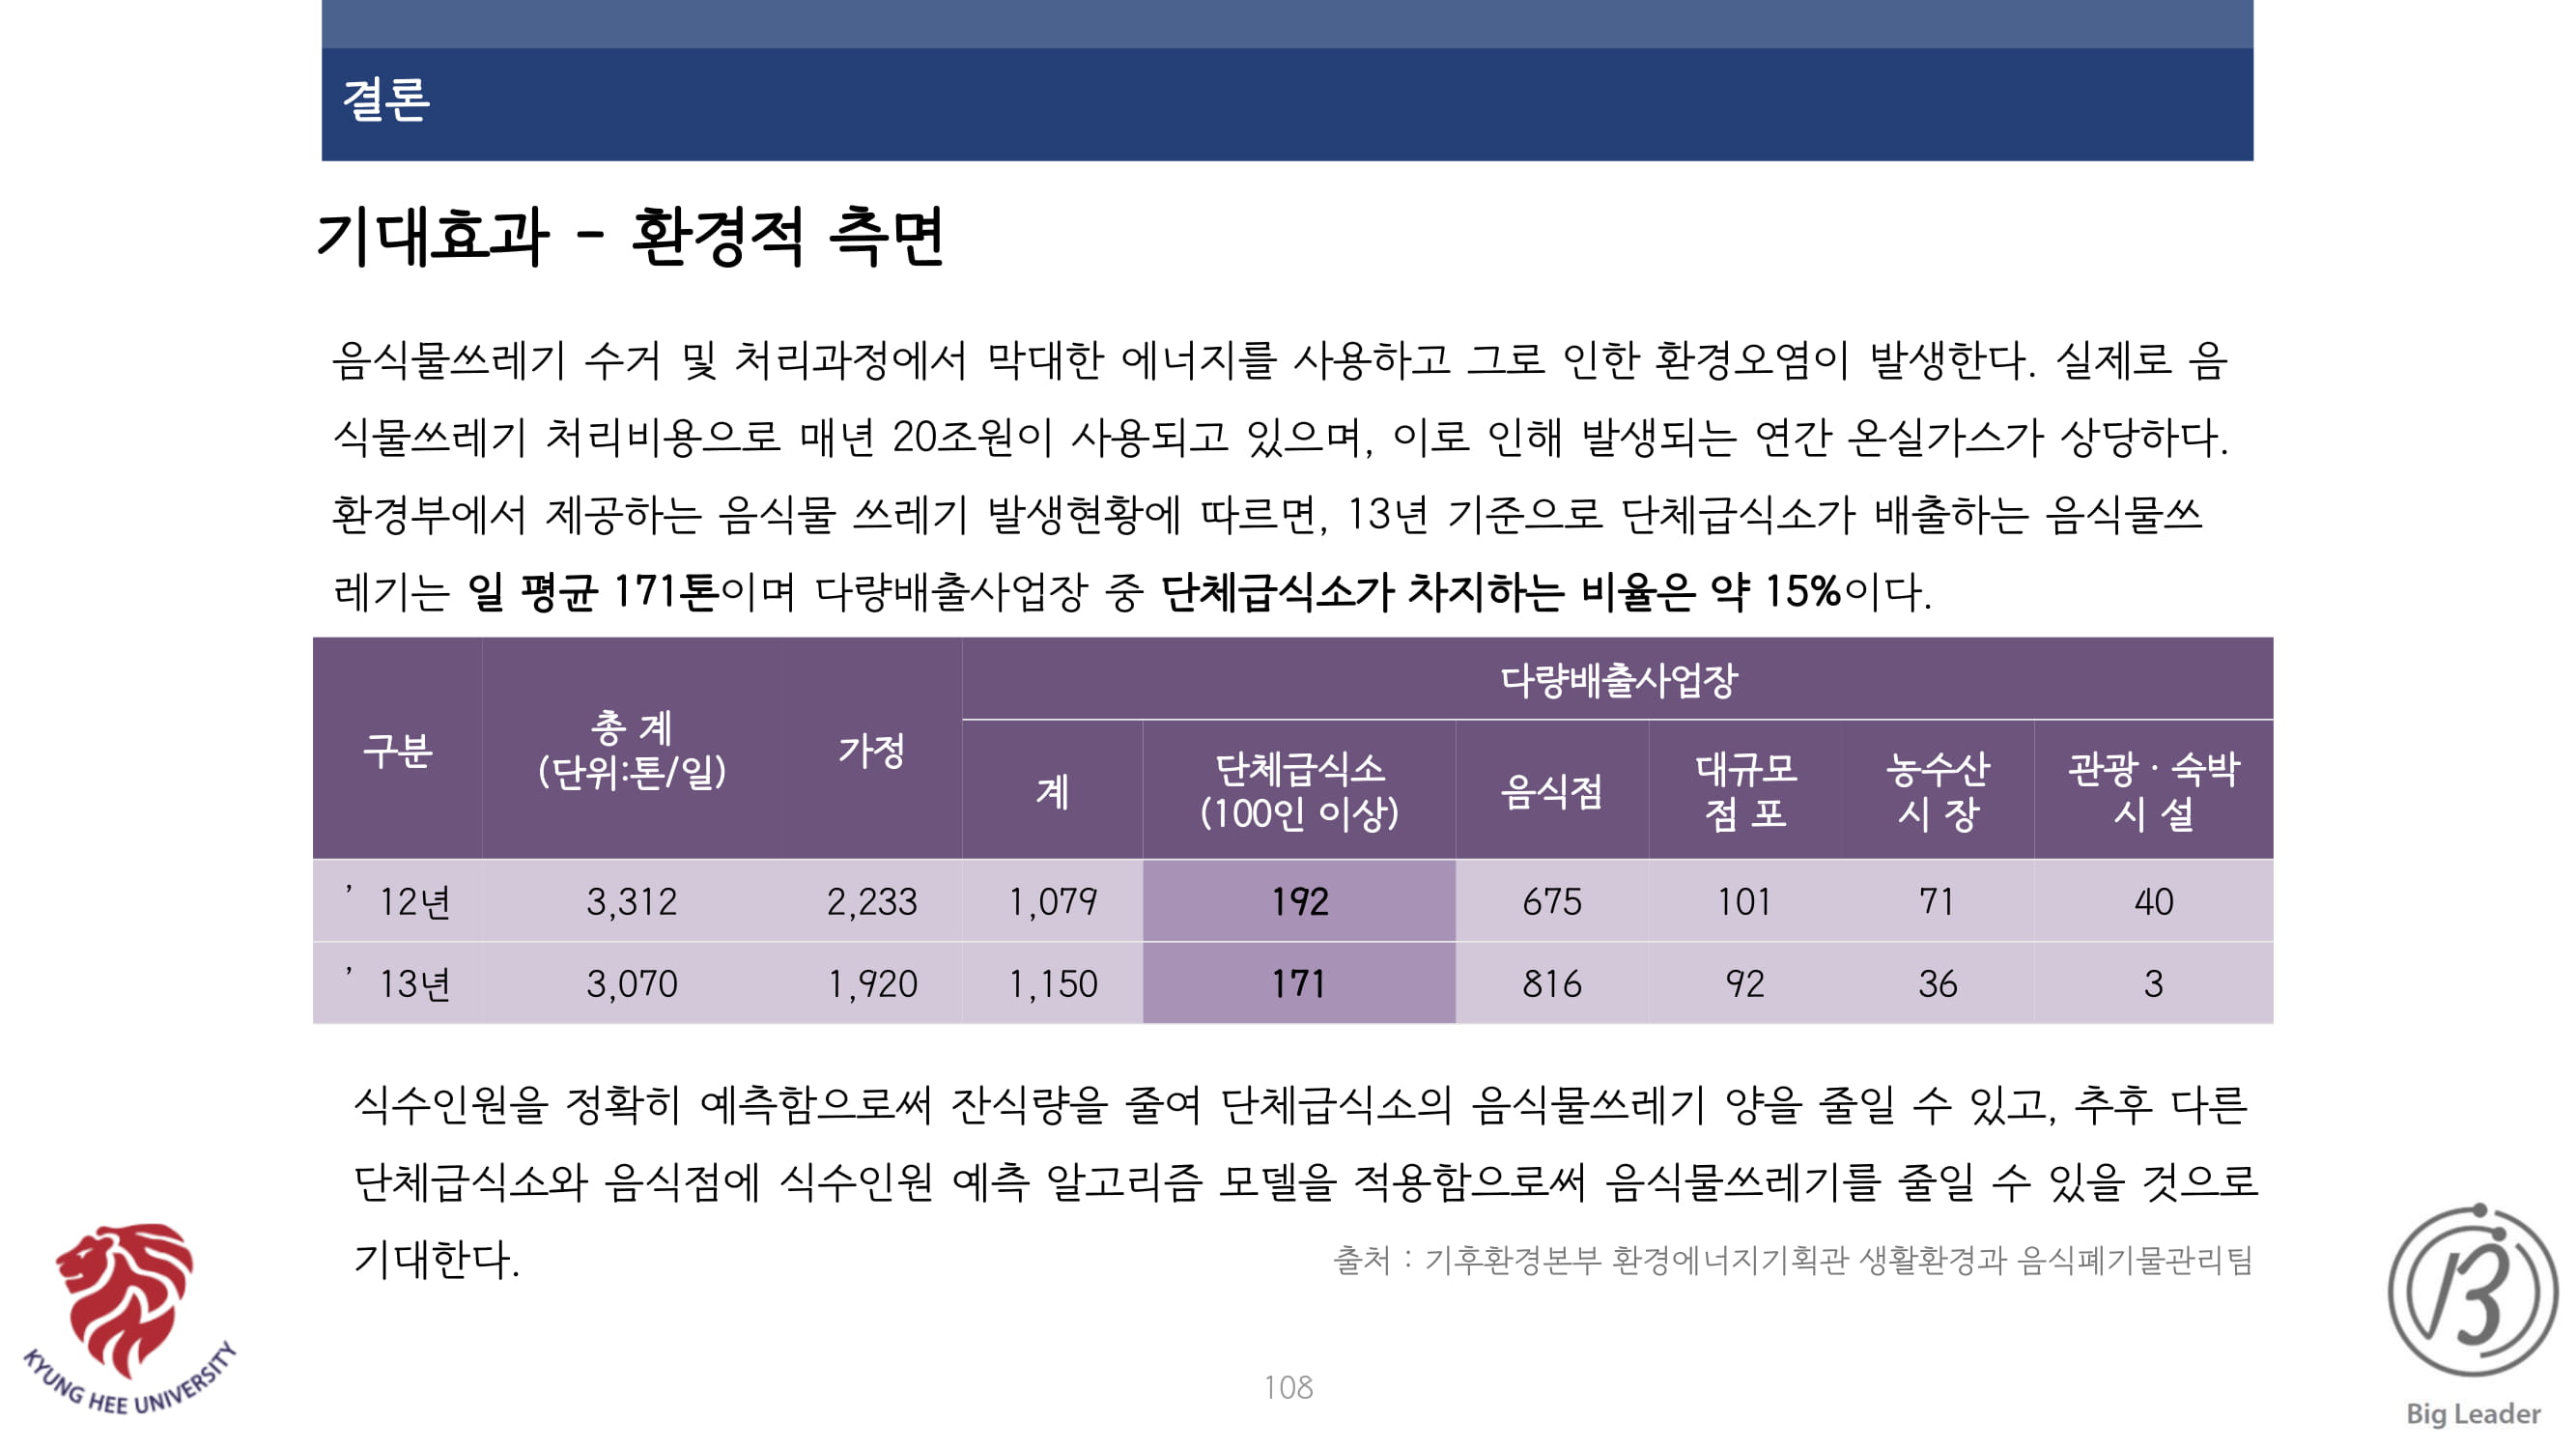 결론
기대효과 - 환경적 측면
음식물쓰레기 수거 및 처리과정에서 막대한 에너지를 사용하고 그로 인한 환경오염이 발생한다. 실제로 음
식물쓰레기 처리비용으로 매년 20조원이 사용되고 있으며, 이로 인해 발생되는 연간 온실가스가 상당하다.
환경부에서 제공하는 음식물 쓰레기 발생현황에 따르면, 13년 기준으로 단체급식소가 배출하는 음식물쓰
레기는 일 평균 171톤이며 다량배출사업장 중 단체급식소가 차지하는 비율은 약 15%이다.
구분 총 계 (단위:톤/일) 가정 다량배출사업장
계 단체급식소 (100인 이상) 음식점 대규모 점 포 농수산 시 장 관광·숙박 시 설
’12년 3,312 2,233 1,079 192 675 101 71 40
’13년 3,070 1,920 1,150 171 816 92 36 3
식수인원을 정확히 예측함으로써 잔식량을 줄여 단체급식소의 음식물쓰레기 양을 줄일 수 있고, 추후 다른
단체급식소와 음식점에 식수인원 예측 알고리즘 모델을 적용함으로써 음식물쓰레기를 줄일 수 있을 것으로
기대한다.
출처 : 기후환경본부 환경에너지기획관 생활환경과 음식폐기물관리팀
KYUNG HEE UNIVERSITY
108
Big Leader